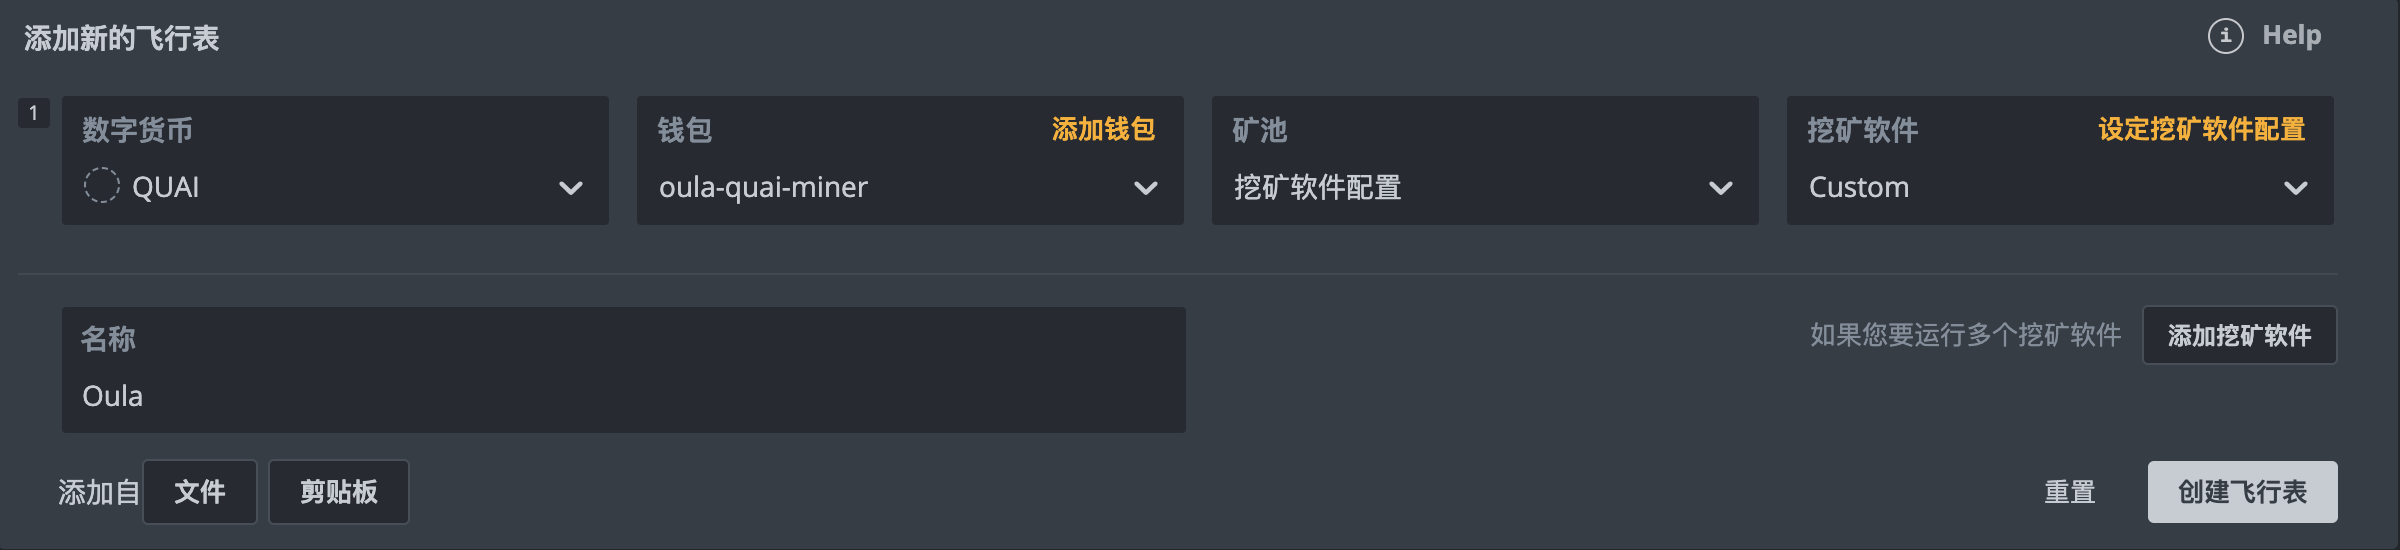 添加新的飞行表
i Help
1
数字货币
QUAI
钱包 添加钱包
oula-quai-miner
矿池
挖矿软件配置
挖矿软件 设定挖矿软件配置
Custom
名称
Oula
如果您要运行多个挖矿软件 添加挖矿软件
添加自 文件 剪贴板
重置 创建飞行表